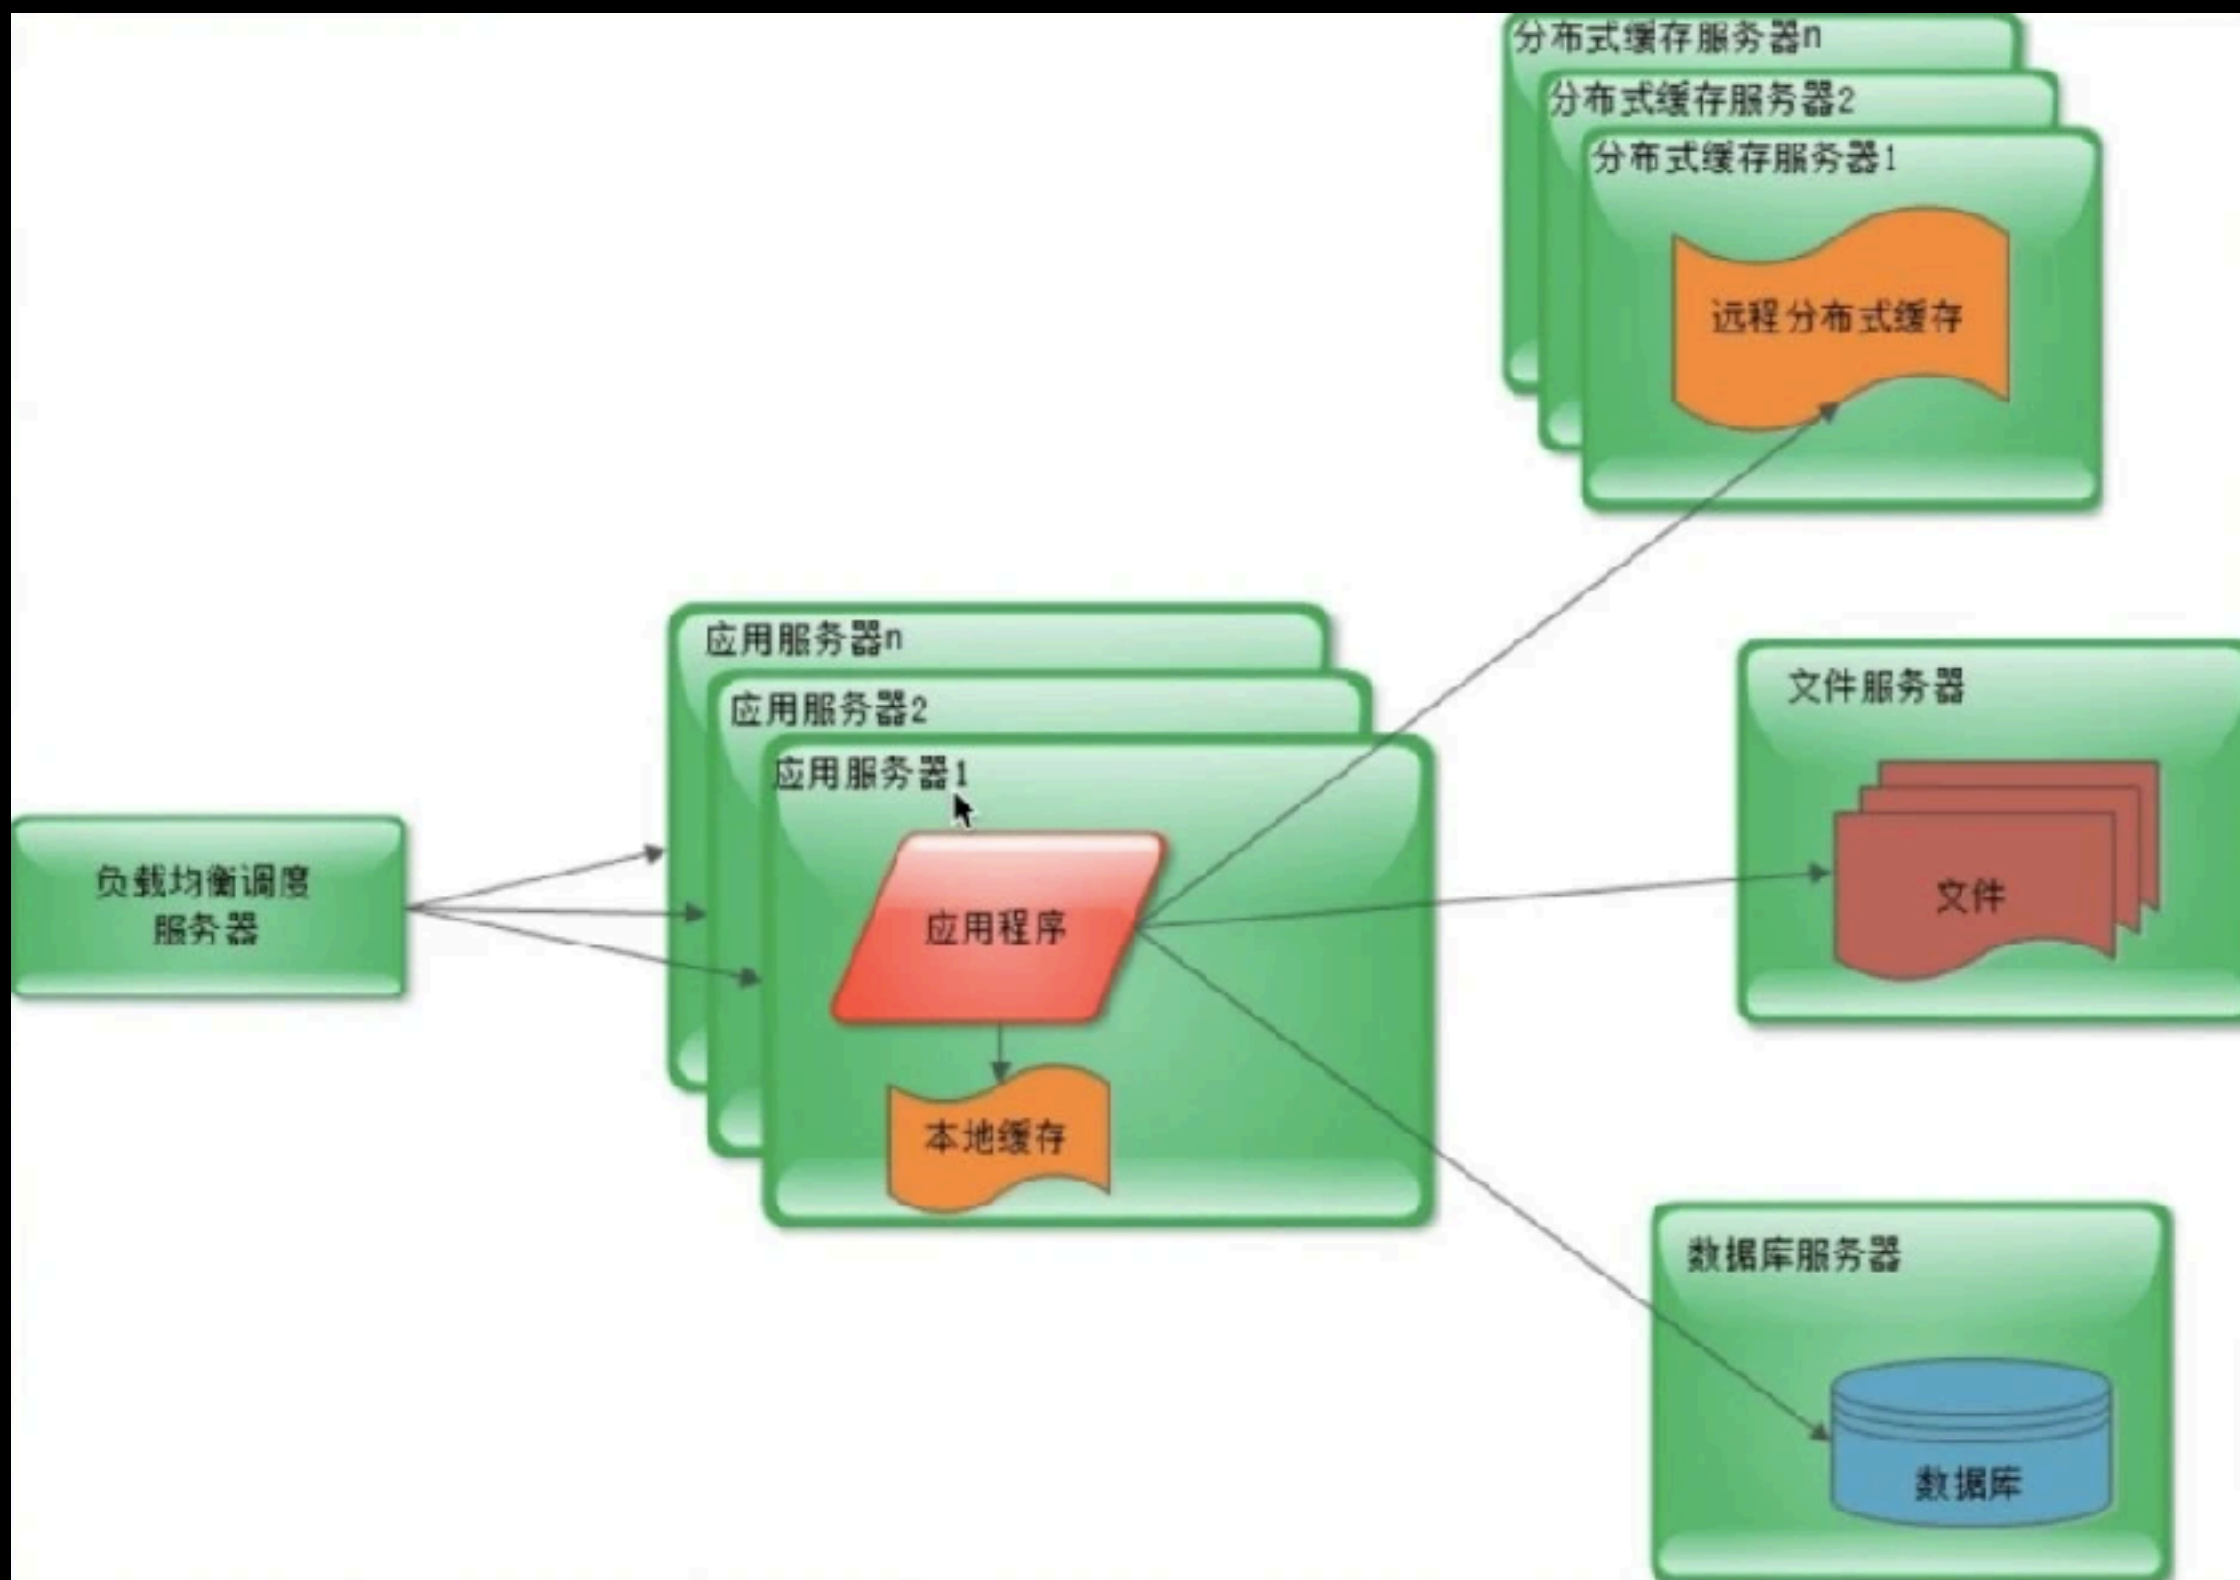 分布式缓存服务器n
分布式缓存服务器2
分布式缓存服务器1
远程分布式缓存
应用服务器n
应用服务器2
应用服务器1
文件服务器
负载均衡调度
服务器
应用程序
文件
本地缓存
数据库服务器
数据库